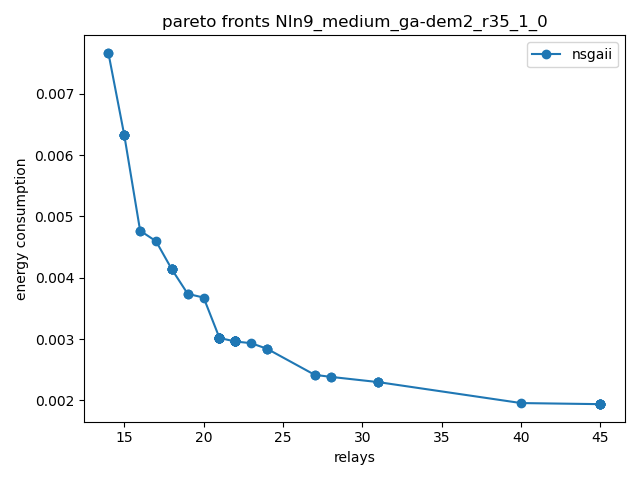 pareto fronts NIn9_medium_ga-dem2_r35_1_0
nsgaii
energy consumption
0.007
0.006
0.005
0.004
0.003
0.002
15 20 25 30 35 40 45
relays